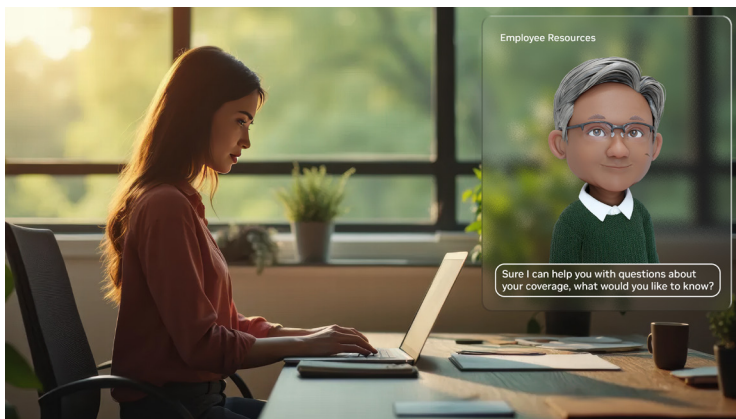 Employee Resources
Sure I can help you with questions about
your coverage, what would you like to know?